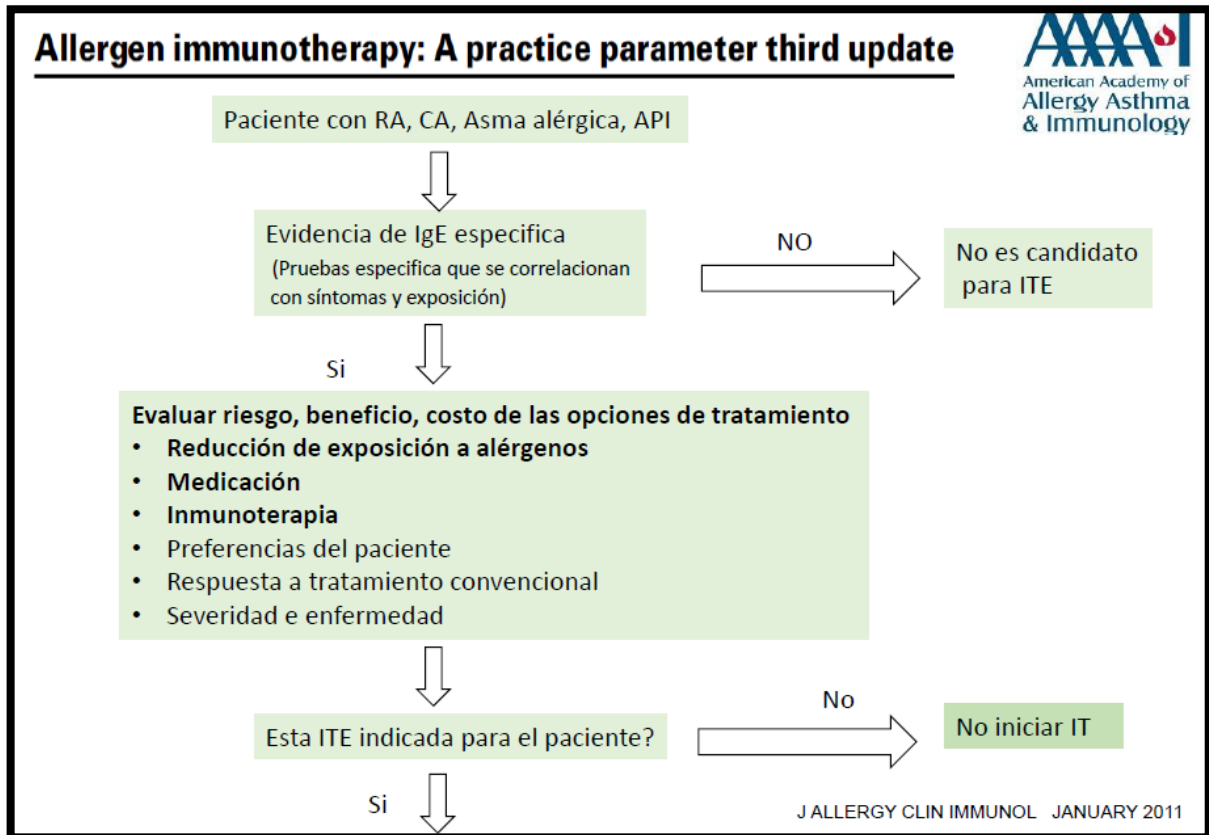 Allergen immunotherapy: A practice parameter third update
AAAAI
American Academy of
Allergy Asthma
& Immunology
Paciente con RA, CA, Asma alérgica, API
Evidencia de IgE especifica
(Pruebas especifica que se correlacionan
con síntomas y exposición)
NO
No es candidato
para ITE
Si
Evaluar riesgo, beneficio, costo de las opciones de tratamiento
• Reducción de exposición a alérgenos
• Medicación
• Inmunoterapia
• Preferencias del paciente
• Respuesta a tratamiento convencional
• Severidad e enfermedad
Esta ITE indicada para el paciente?
No
No iniciar IT
Si
J ALLERGY CLIN IMMUNOL JANUARY 2011